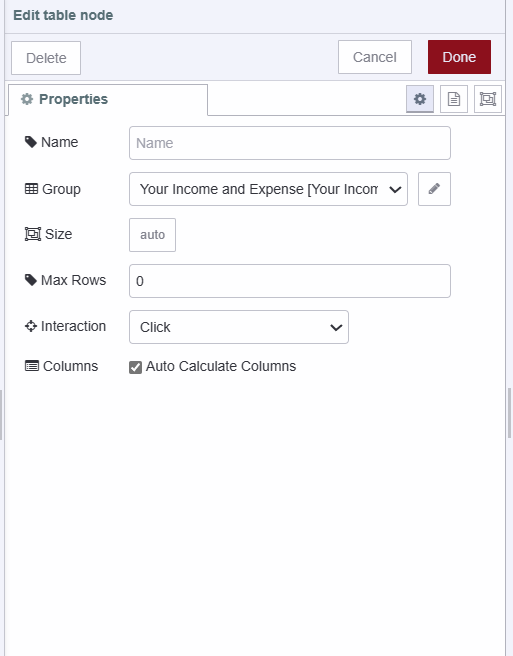 Edit table node
Delete Cancel Done
Properties
Name Name
Group Your Income and Expense [Your Incom
Size auto
Max Rows 0
Interaction Click
Columns Auto Calculate Columns